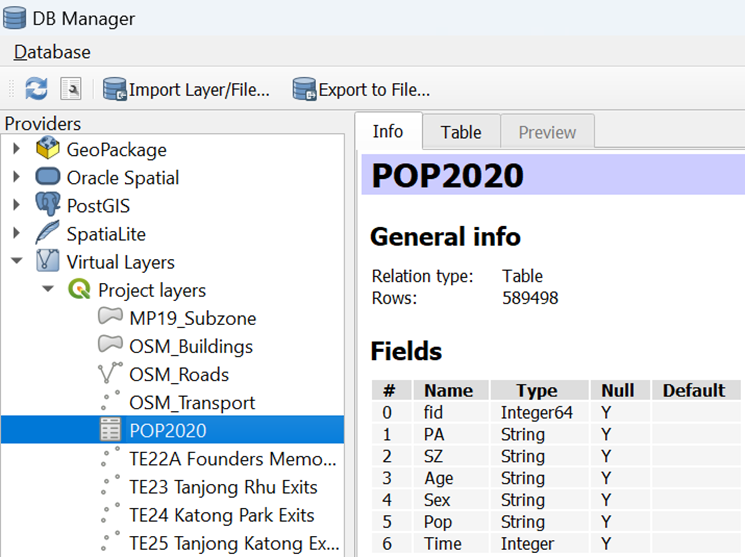 DB Manager
Database
Import Layer/File... Export to File...
Providers
GeoPackage
Oracle Spatial
PostGIS
SpatiaLite
Virtual Layers
Project layers
MP19_Subzone
OSM_Buildings
OSM_Roads
OSM_Transport
POP2020
TE22A Founders Memo...
TE23 Tanjong Rhu Exits
TE24 Katong Park Exits
TE25 Tanjong Katong Ex...
Info Table Preview
POP2020
General info
Relation type: Table
Rows: 589498
Fields
# Name Type Null Default
0 fid Integer64 Y
1 PA String Y
2 SZ String Y
3 Age String Y
4 Sex String Y
5 Pop String Y
6 Time Integer Y